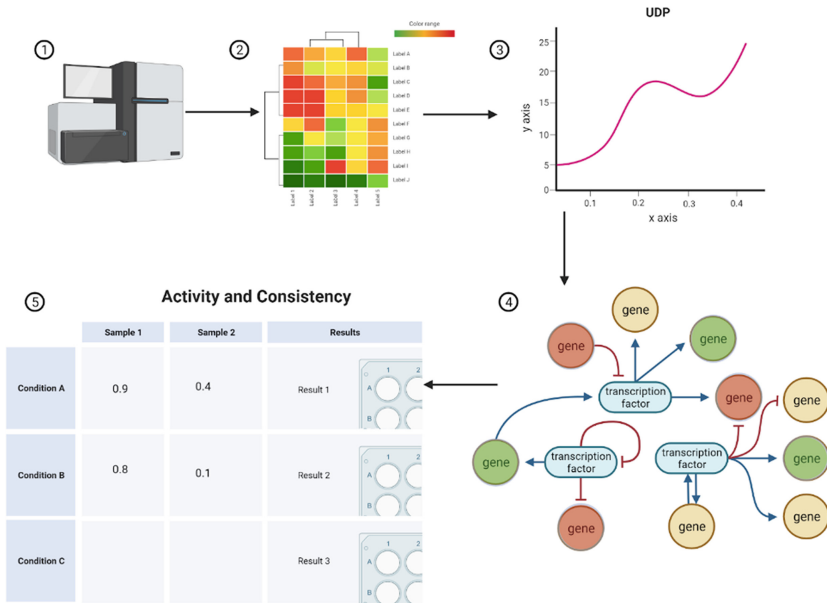 1
2
Color range
Label A
Label B
Label C
Label D
Label E
Label F
Label G
Label H
Label I
Label J
Label 1
Label 2
Label 3
Label 4
Label 5
3
UDP
y axis
25
20
15
10
5
0
0.1
0.2
0.3
0.4
x axis
4
gene
gene
gene
transcription
factor
gene
gene
gene
transcription
factor
transcription
factor
gene
gene
gene
gene
5
Activity and Consistency
Sample 1
Sample 2
Results
Condition A
0.9
0.4
Result 1
1
2
A
B
Condition B
0.8
0.1
Result 2
1
2
A
B
Condition C
Result 3
1
2
A
B